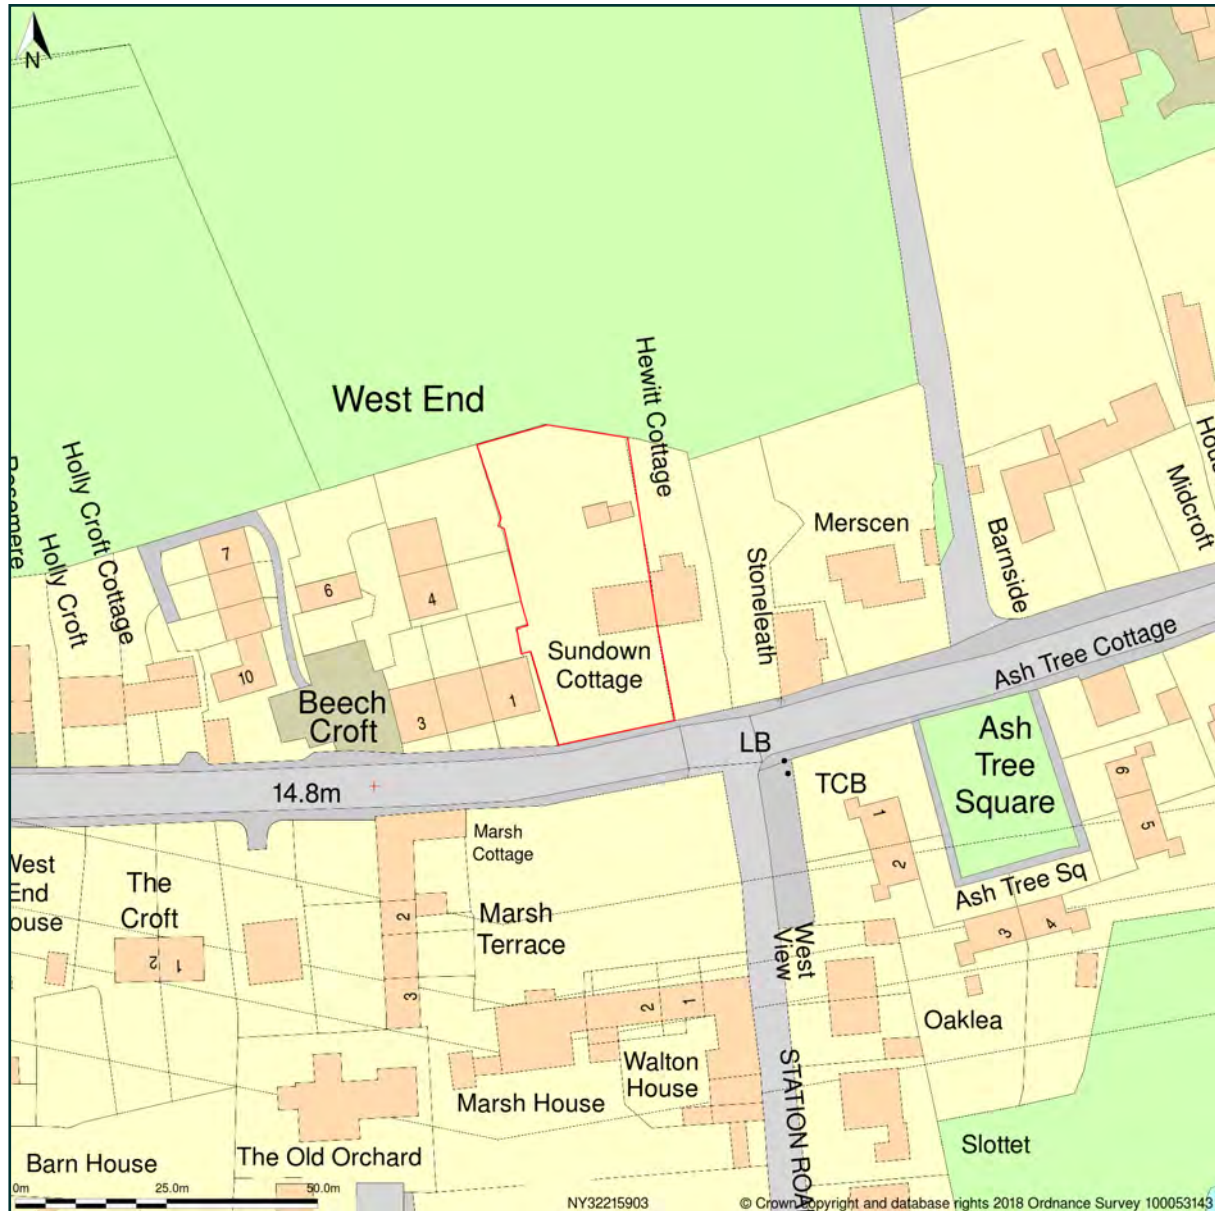 N
West End
Hewitt Cottage
Holly Croft Cottage
Holly Croft
Rosemere
7
6
4
10
Beech
Croft
3
1
Sundown
Cottage
Stoneleath
Merscen
Barnside
Midcroft
Ash Tree Cottage
LB
TCB
14.8m
Ash
Tree
Square
1
2
6
5
Ash Tree Sq
3
4
Marsh
Cottage
The
Croft
2
1
2
3
Marsh
Terrace
West
View
2
1
Oaklea
Walton
House
Marsh House
STATION ROA
Slottet
Barn House
The Old Orchard
0m
25.0m
50.0m
NY32215903
© Crown copyright and database rights 2018 Ordnance Survey 100053143